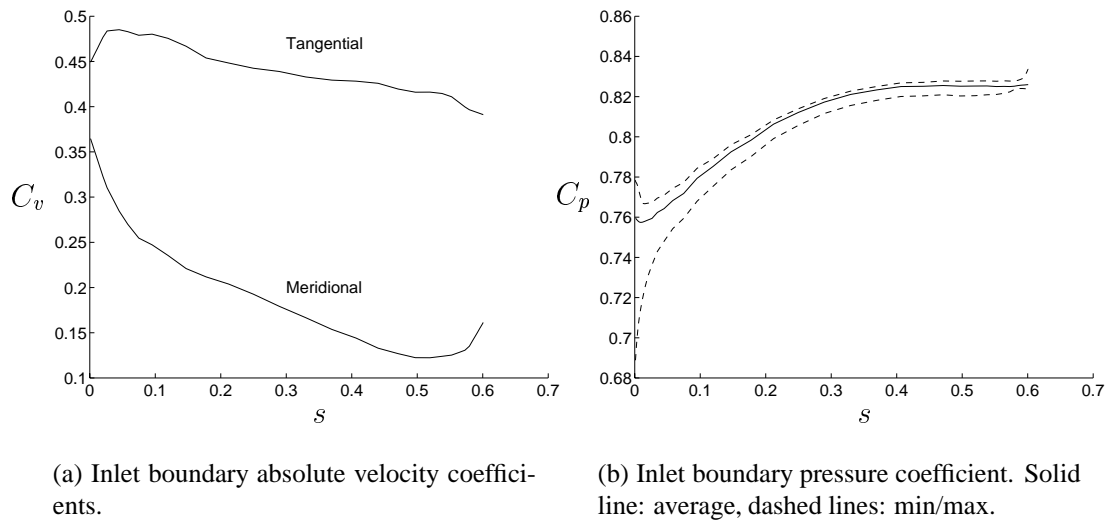 0.5
0.45
0.4
0.35
0.3
0.25
0.2
0.15
0.1
C_v
Tangential
Meridional
0 0.1 0.2 0.3 0.4 0.5 0.6 0.7
s
0.86
0.84
0.82
0.8
0.78
0.76
0.74
0.72
0.7
0.68
C_p
0 0.1 0.2 0.3 0.4 0.5 0.6 0.7
s
(a) Inlet boundary absolute velocity coeffici-
ents.
(b) Inlet boundary pressure coefficient. Solid
line: average, dashed lines: min/max.